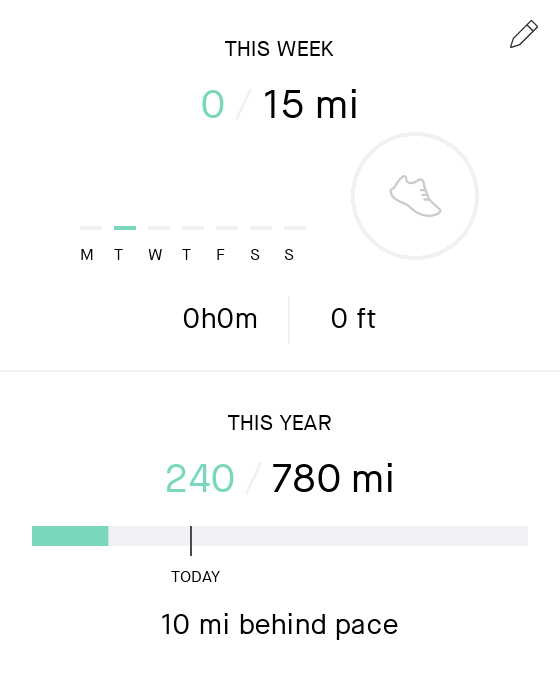 THIS WEEK
0 / 15 mi
M T W T F S S
0h0m 0 ft
THIS YEAR
240 / 780 mi
TODAY
10 mi behind pace